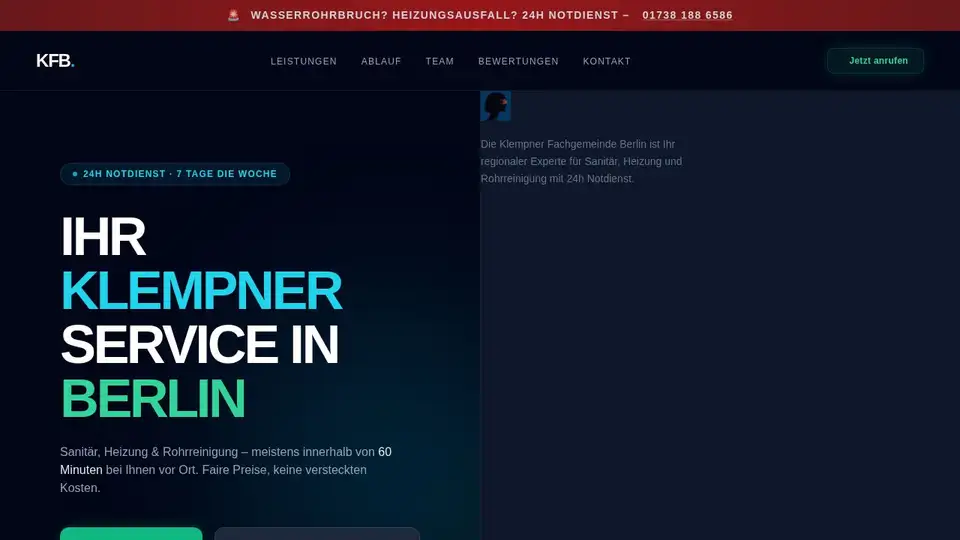 🚨 WASSERROHRBRUCH? HEIZUNGSAUSFALL? 24H NOTDIENST – 01738 188 6586
KFB.
LEISTUNGEN ABLAUF TEAM BEWERTUNGEN KONTAKT
Jetzt anrufen
24H NOTDIENST · 7 TAGE DIE WOCHE
IHR
KLEMPNER
SERVICE IN
BERLIN
Sanitär, Heizung & Rohrreinigung – meistens innerhalb von 60
Minuten bei Ihnen vor Ort. Faire Preise, keine versteckten
Kosten.
Die Klempner Fachgemeinde Berlin ist Ihr
regionaler Experte für Sanitär, Heizung und
Rohrreinigung mit 24h Notdienst.